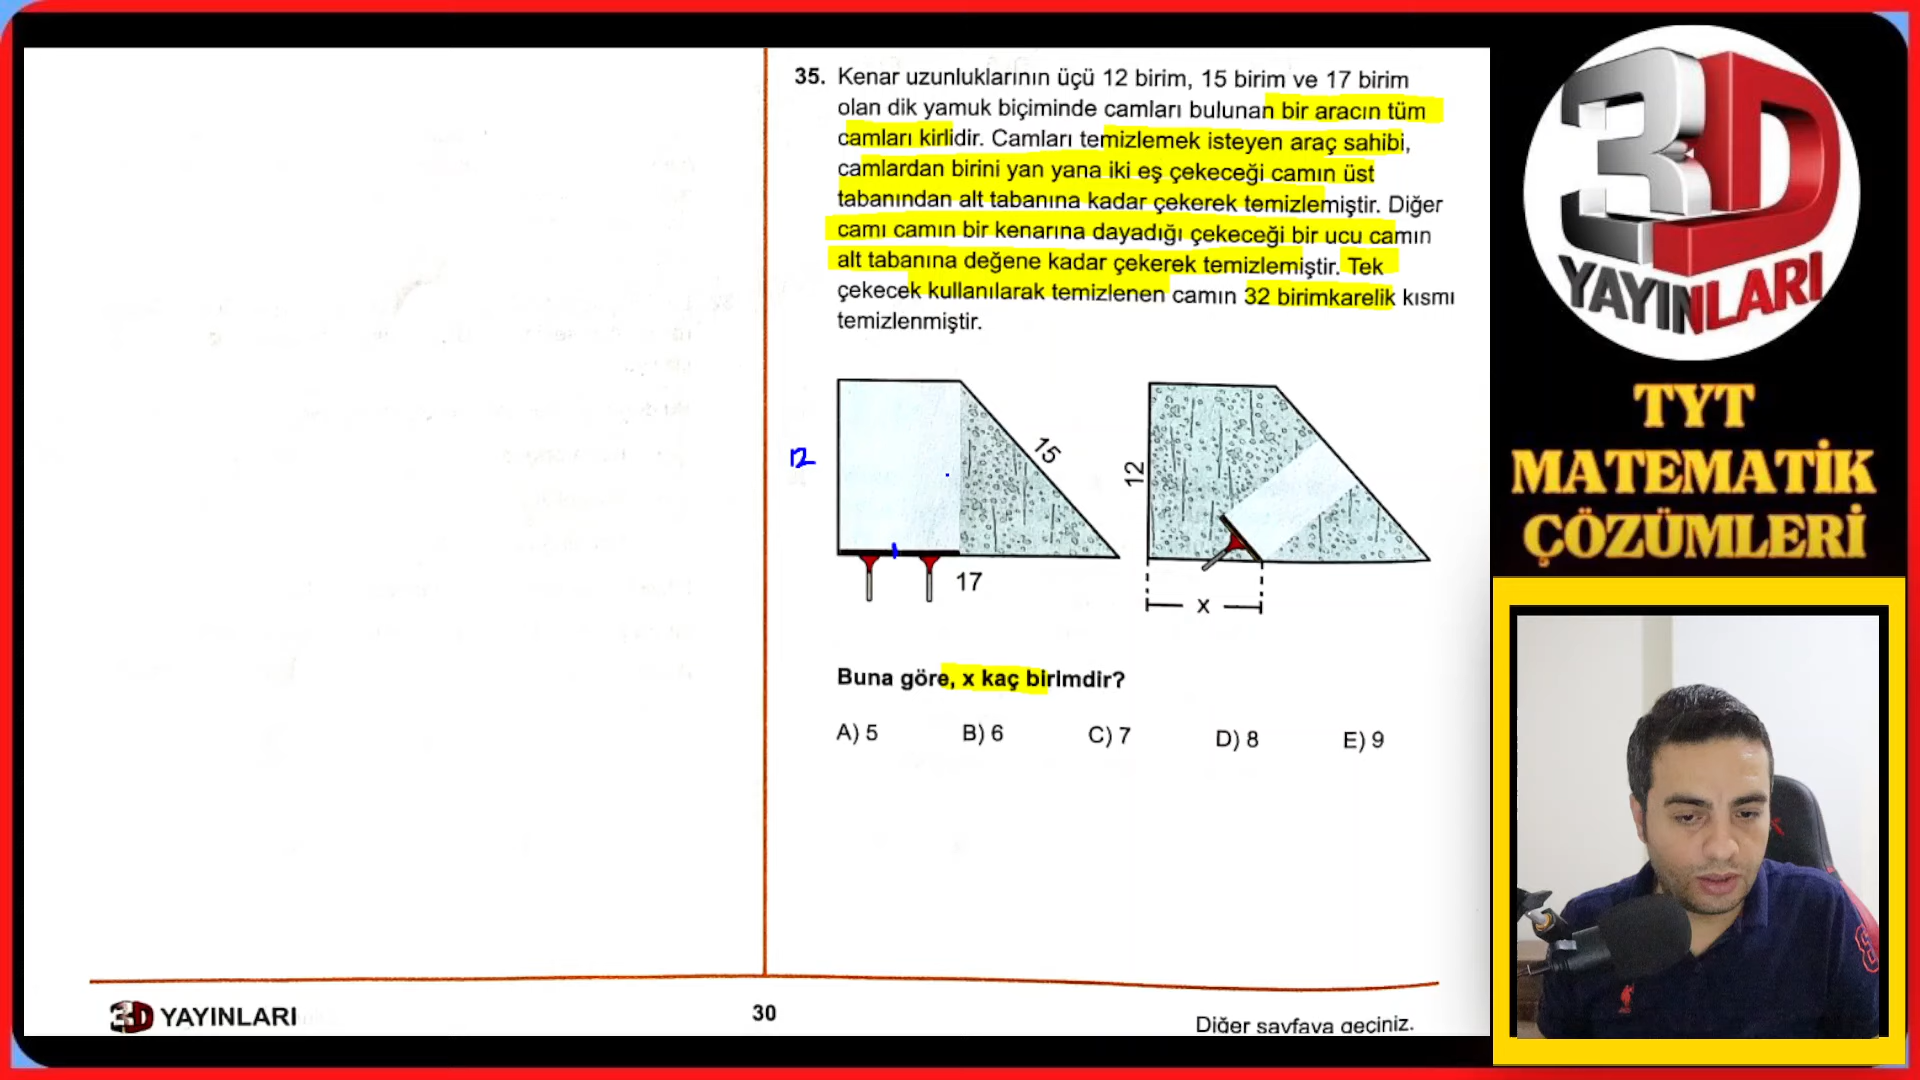 35. Kenar uzunluklarının üçü 12 birim, 15 birim ve 17 birim
olan dik yamuk biçiminde camları bulunan bir aracın tüm
camları kirlidir. Camları temizlemek isteyen araç sahibi,
camlardan birini yan yana iki eş çekeceği camın üst
tabanından alt tabanına kadar çekerek temizlemiştir. Diğer
camı camın bir kenarına dayadığı çekeceği bir ucu camın
alt tabanına değene kadar çekerek temizlemiştir. Tek
çekecek kullanılarak temizlenen camın 32 birimkarelik kısmı
temizlenmiştir.
12
15
17
12
x
Buna göre, x kaç birimdir?
A) 5
B) 6
C) 7
D) 8
E) 9
3D YAYINLARI
30
Diğer sayfaya geçiniz.
3D
YAYINLARI
TYT
MATEMATİK
ÇÖZÜMLERİ